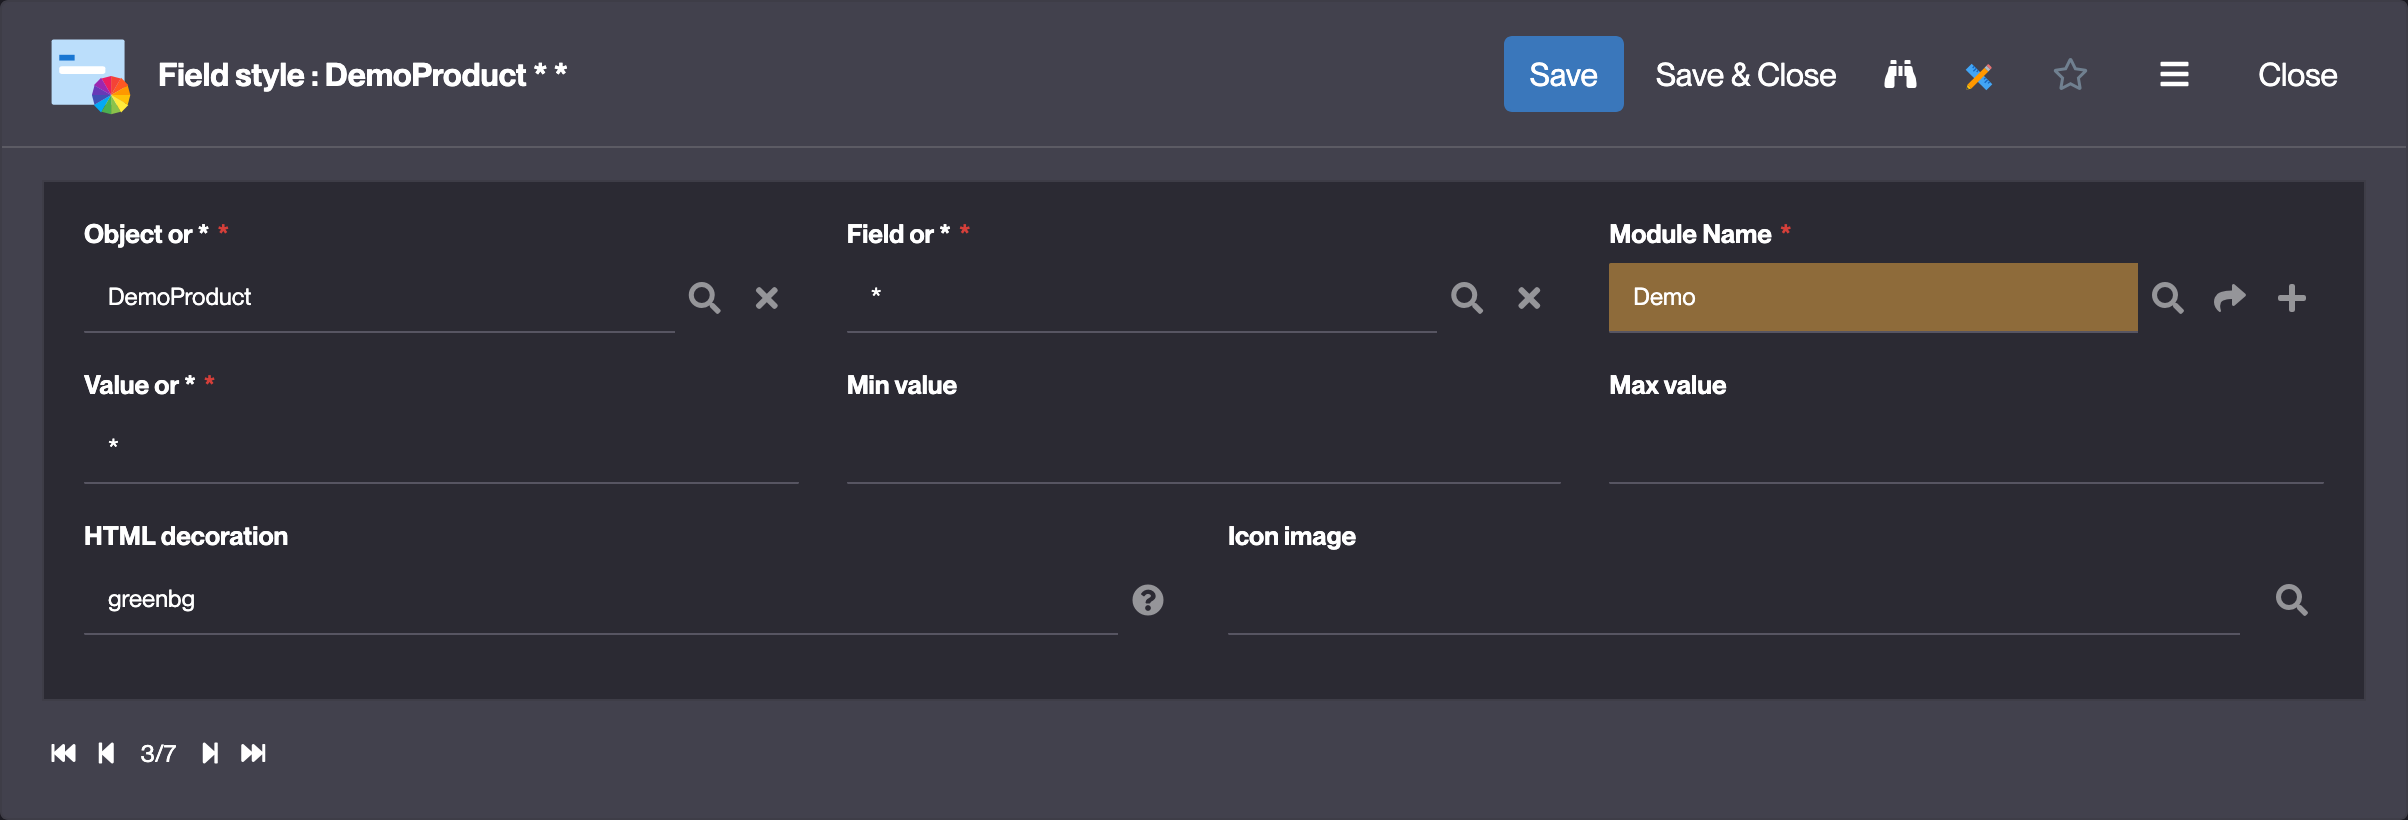 Field style : DemoProduct * *
Save
Save & Close
Close
Object or * *
Field or * *
Module Name *
DemoProduct
*
Demo
Value or * *
Min value
Max value
*
HTML decoration
Icon image
greenbg
?
3/7